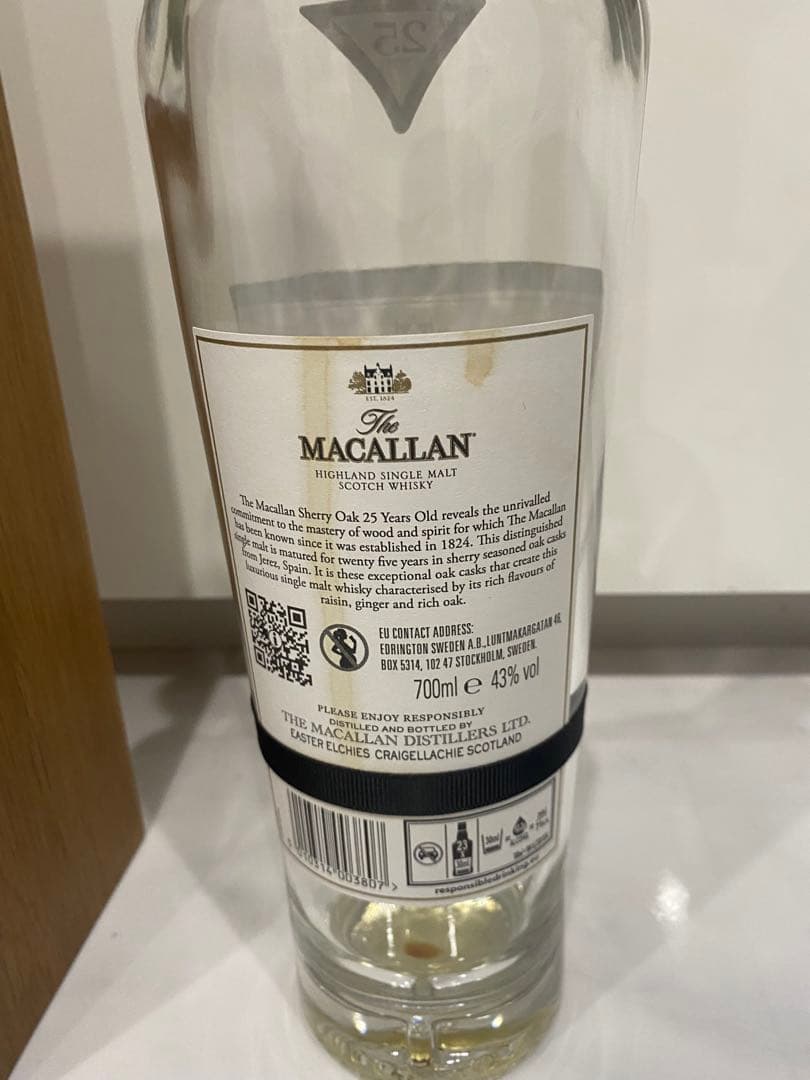 25
EST. 1824
The
MACALLAN
HIGHLAND SINGLE MALT
SCOTCH WHISKY
The Macallan Sherry Oak 25 Years Old reveals the unrivalled
commitment to the mastery of wood and spirit for which The Macallan
has been known since it was established in 1824. This distinguished
single malt is matured for twenty five years in sherry seasoned oak casks
from Jerez, Spain. It is these exceptional oak casks that create this
luxurious single malt whisky characterised by its rich flavours of
raisin, ginger and rich oak.
EU CONTACT ADDRESS:
EDRINGTON SWEDEN A.B., LUNTMAKARGATAN 46,
BOX 5314, 102 47 STOCKHOLM, SWEDEN.
700ml e 43% vol
PLEASE ENJOY RESPONSIBLY
DISTILLED AND BOTTLED BY
THE MACALLAN DISTILLERS LTD.
EASTER ELCHIES CRAIGELLACHIE SCOTLAND
23
30ml
ALCOHOL
003807 >
responsibledrinking.eu